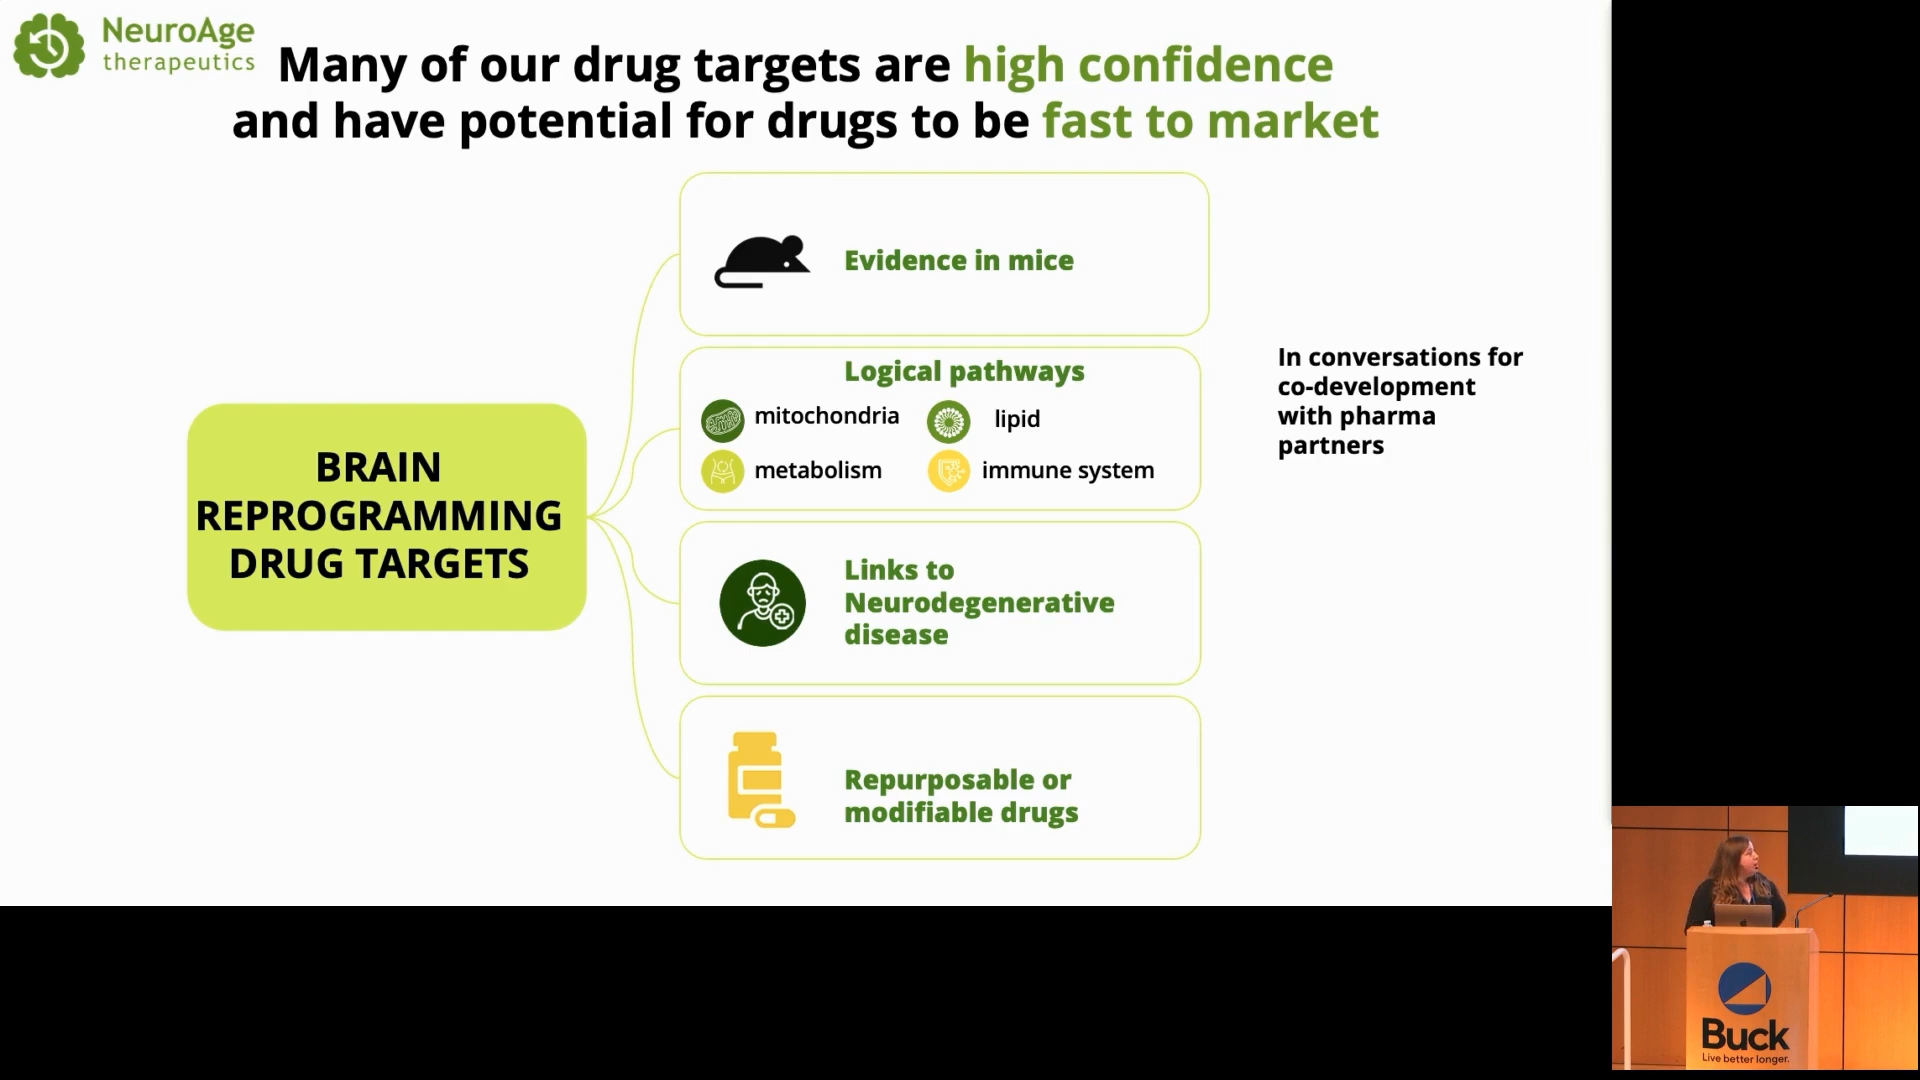 NeuroAge
therapeutics
Many of our drug targets are high confidence
and have potential for drugs to be fast to market
BRAIN
REPROGRAMMING
DRUG TARGETS
Evidence in mice
Logical pathways
mitochondria
lipid
metabolism
immune system
Links to
Neurodegenerative
disease
Repurposable or
modifiable drugs
In conversations for
co-development
with pharma
partners
Buck
Live better longer.